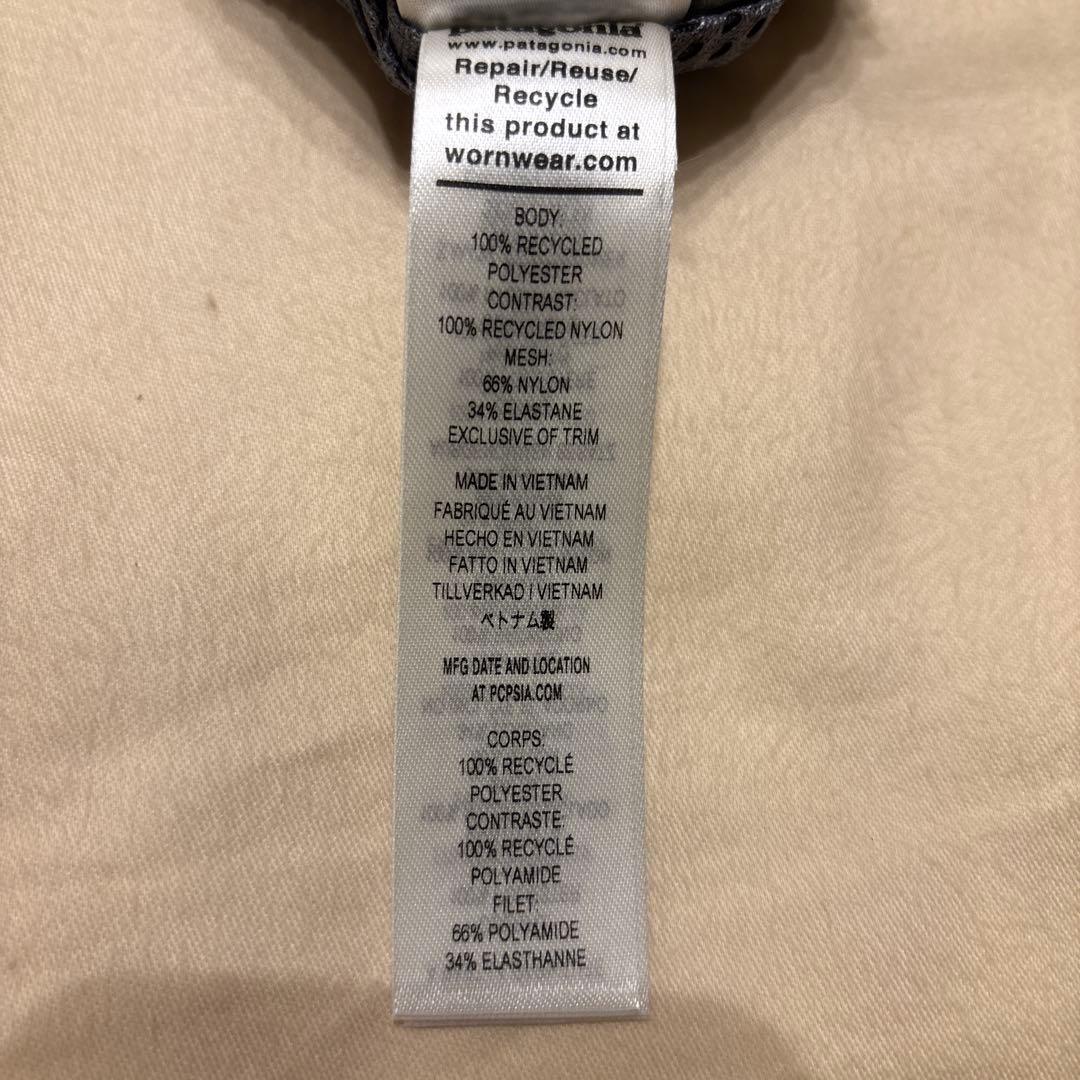 patagonia
www.patagonia.com
Repair/Reuse/
Recycle
this product at
wornwear.com
BODY:
100% RECYCLED
POLYESTER
CONTRAST:
100% RECYCLED NYLON
MESH:
66% NYLON
34% ELASTANE
EXCLUSIVE OF TRIM
MADE IN VIETNAM
FABRIQUÉ AU VIETNAM
HECHO EN VIETNAM
FATTO IN VIETNAM
TILLVERKAD I VIETNAM
ベトナム製
MFG DATE AND LOCATION
AT PCPSIA.COM
CORPS:
100% RECYCLÉ
POLYESTER
CONTRASTE:
100% RECYCLÉ
POLYAMIDE
FILET:
66% POLYAMIDE
34% ELASTHANNE